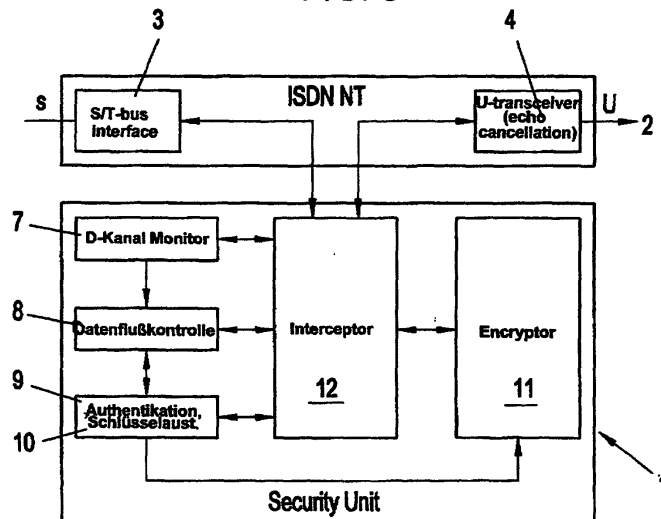 3
4
S
S/T-bus
interface
ISDN NT
U-transceiver
(echo
cancellation)
U
2
7
D-Kanal Monitor
8
Datenflußkontrolle
Interceptor
Encryptor
9
Authentikation,
10
Schlüsselaust.
12
11
Security Unit